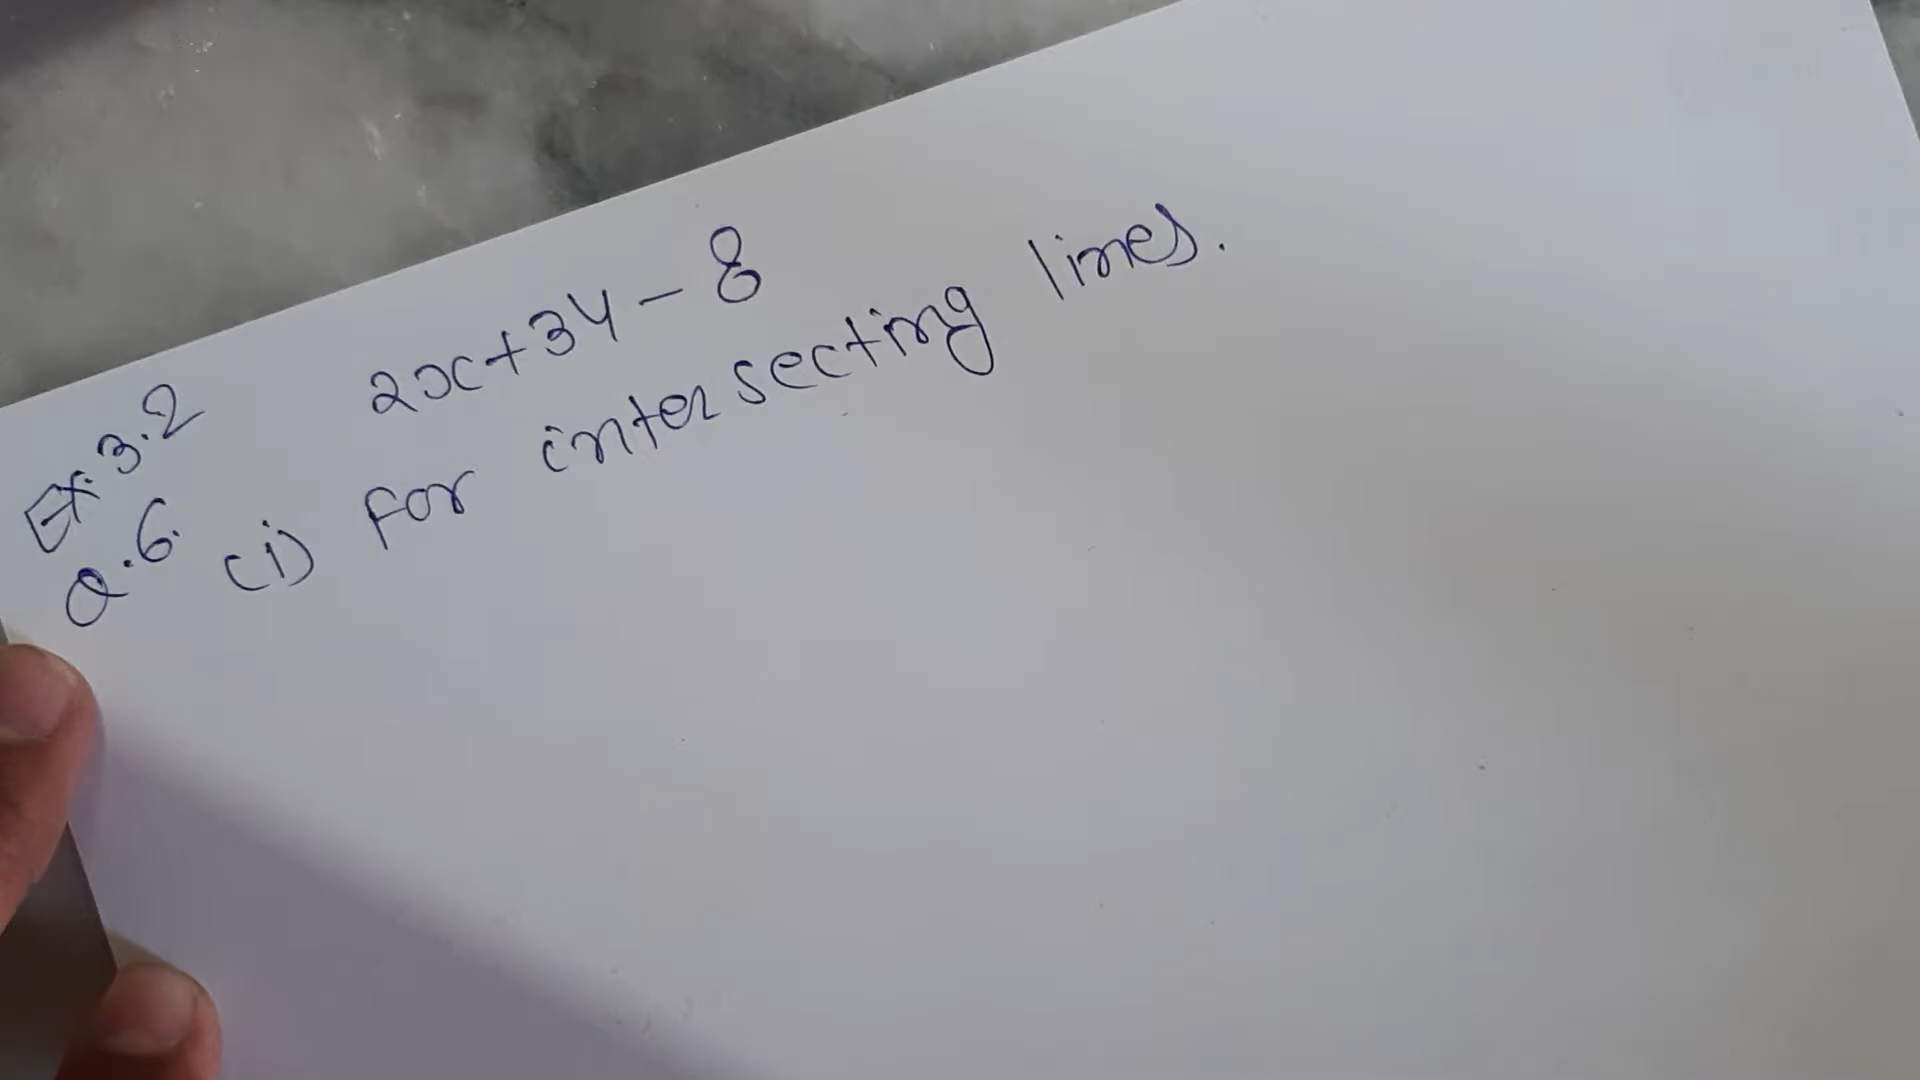 Ex. 3.2 2x+3y-8
Q.6. (i) For intersecting lines.